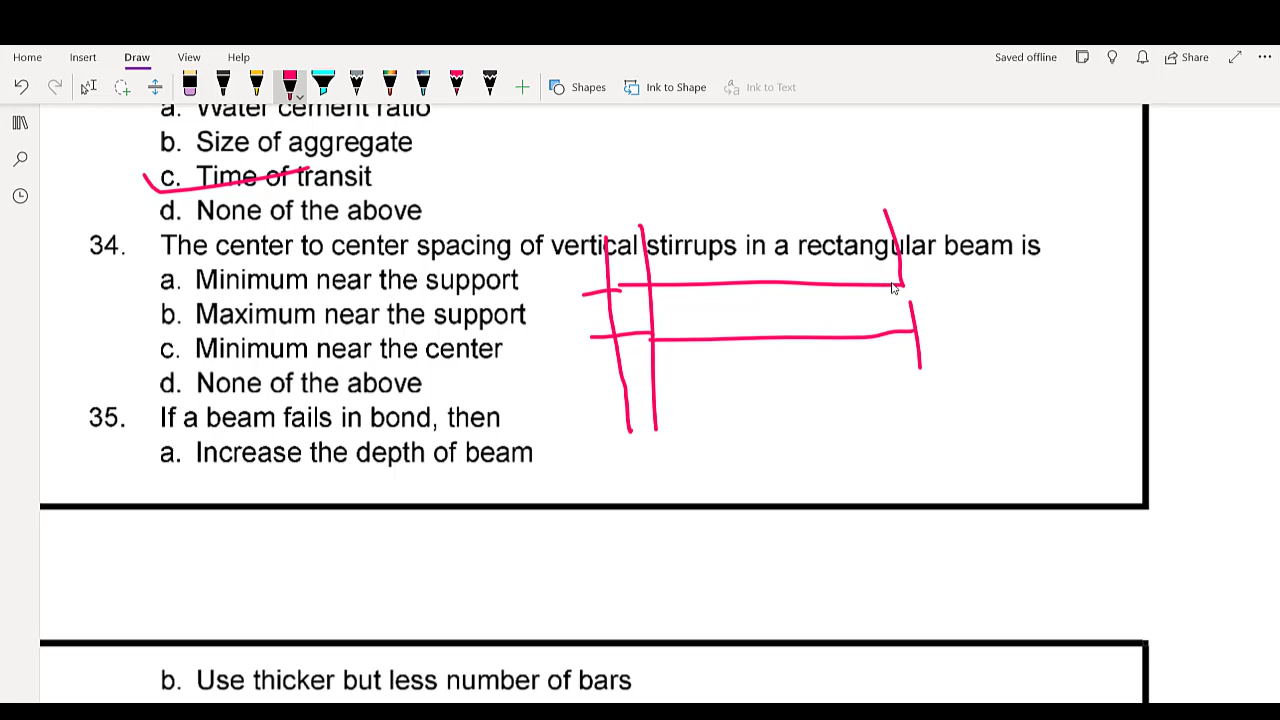 Home Insert Draw View Help Saved offline Share
Shapes Ink to Shape Ink to Text
a. Water cement ratio
b. Size of aggregate
c. Time of transit
d. None of the above
34. The center to center spacing of vertical stirrups in a rectangular beam is
a. Minimum near the support
b. Maximum near the support
c. Minimum near the center
d. None of the above
35. If a beam fails in bond, then
a. Increase the depth of beam
b. Use thicker but less number of bars